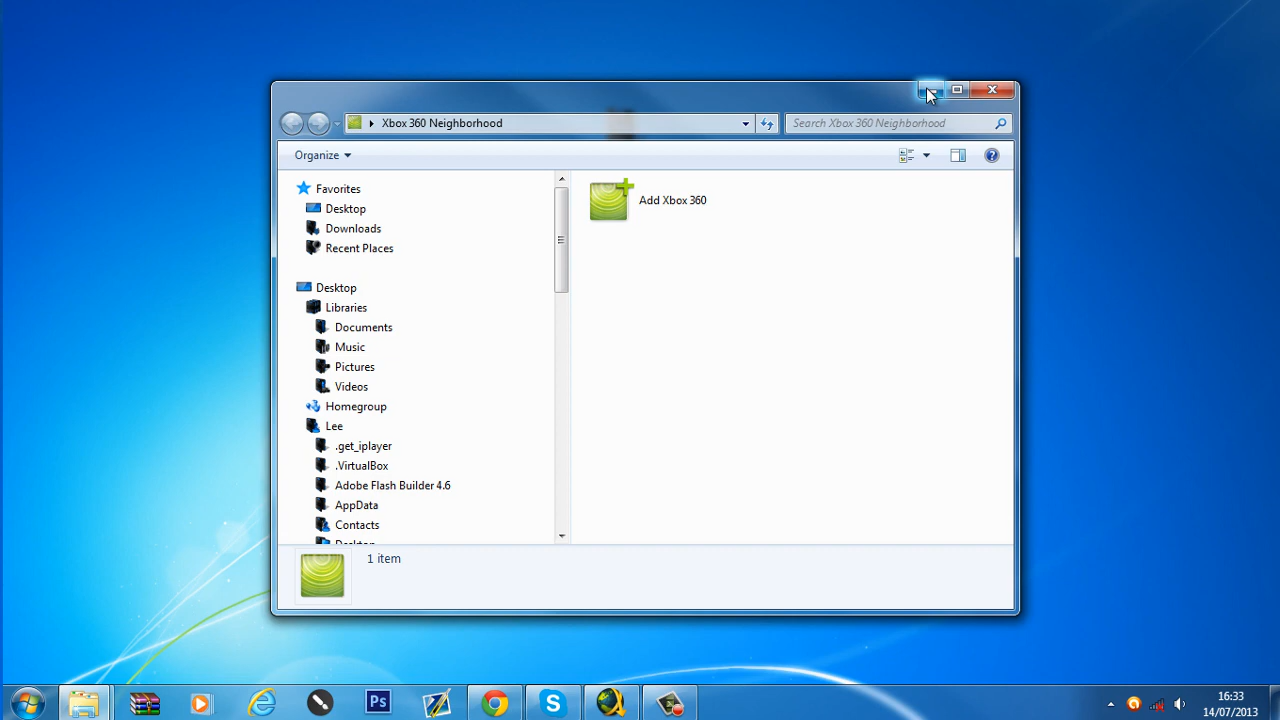 Xbox 360 Neighborhood
Search Xbox 360 Neighborhood
Organize
Favorites
Desktop
Downloads
Recent Places
Desktop
Libraries
Documents
Music
Pictures
Videos
Homegroup
Lee
.get_iplayer
.VirtualBox
Adobe Flash Builder 4.6
AppData
Contacts
Desktop
Add Xbox 360
1 item
Ps
16:33
14/07/2013